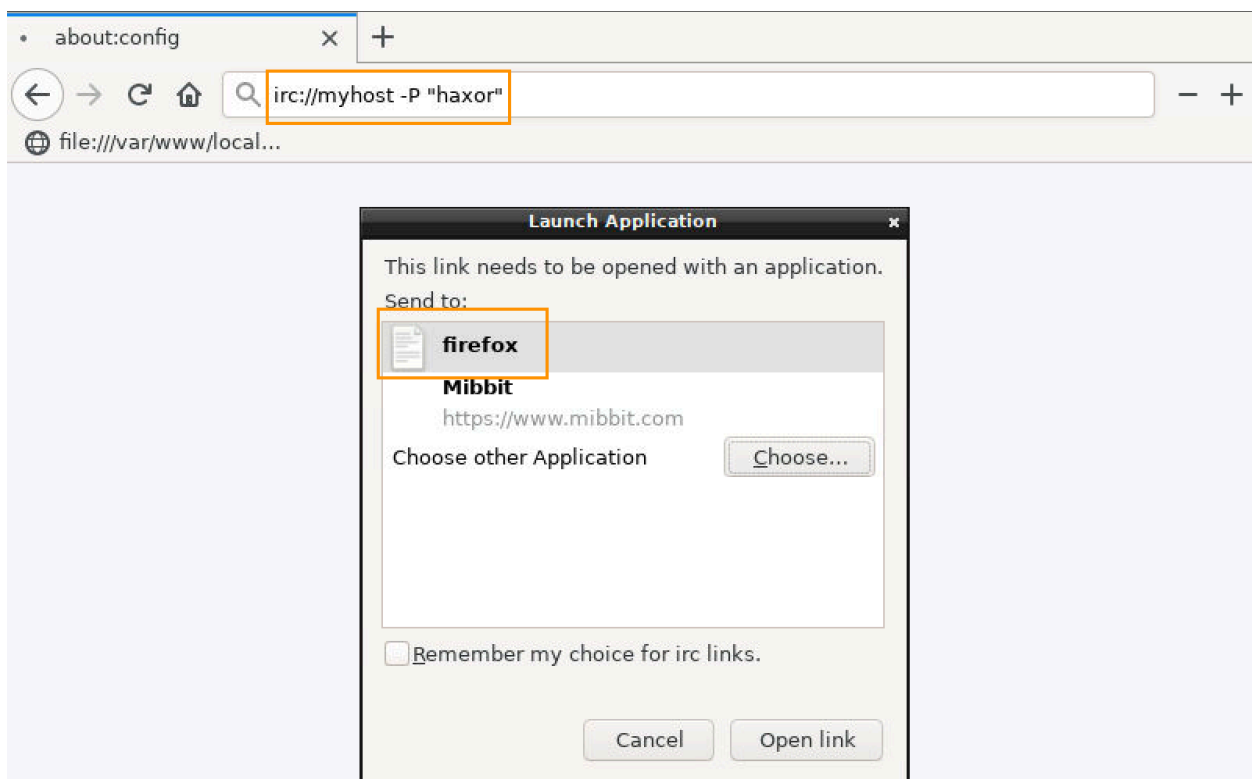 about:config
irc://myhost -P "haxor"
file:///var/www/local...
Launch Application
This link needs to be opened with an application.
Send to:
firefox
Mibbit
https://www.mibbit.com
Choose other Application Choose...
Remember my choice for irc links.
Cancel Open link